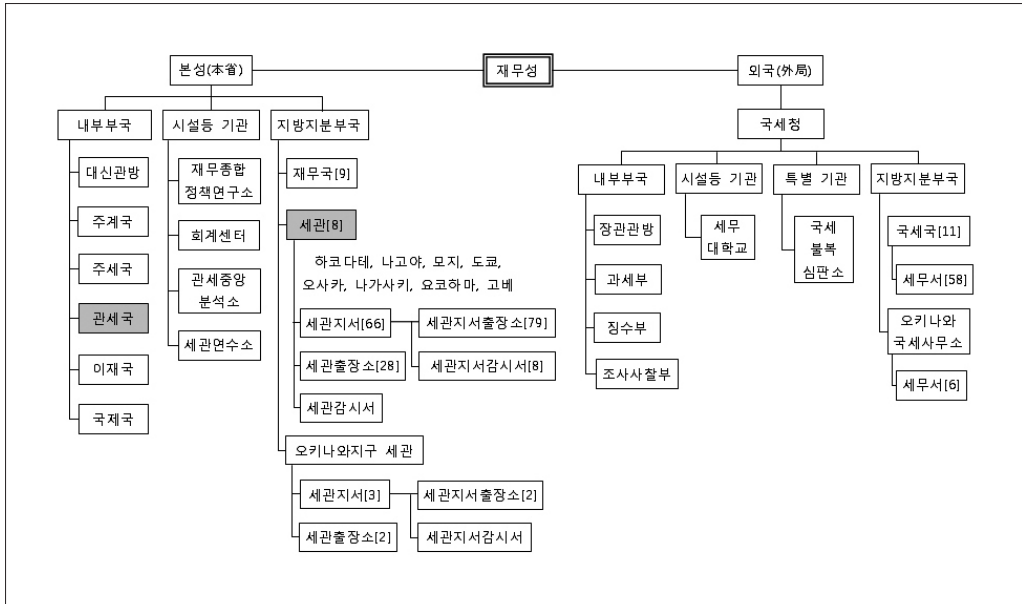 재무성
본성(本省)
외국(外局)
내부부국
시설등 기관
지방지분부국
대신관방
주계국
주세국
관세국
이재국
국제국
재무종합
정책연구소
회계센터
관세중앙
분석소
세관연수소
재무국[9]
세관[8]
하코다테, 나고야, 모지, 도쿄,
오사카, 나가사키, 요코하마, 고베
세관지서[66]
세관지서출장소[79]
세관출장소[28]
세관지서감시서[8]
세관감시서
오키나와지구 세관
세관지서[3]
세관지서출장소[2]
세관출장소[2]
세관지서감시서
국세청
내부부국
시설등 기관
특별 기관
지방지분부국
장관관방
과세부
징수부
조사사찰부
세무
대학교
국세
불복
심판소
국세국[11]
세무서[58]
오키나와
국세사무소
세무서[6]